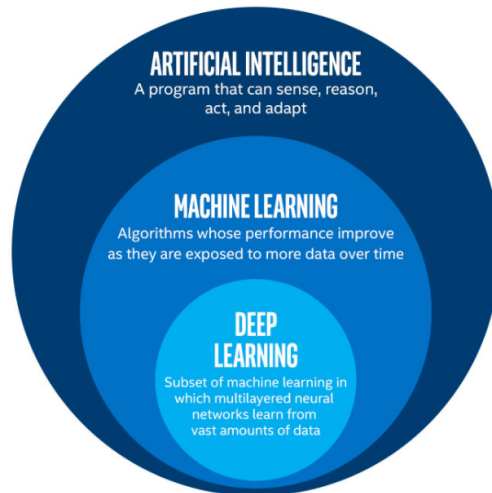 ARTIFICIAL INTELLIGENCE
A program that can sense, reason,
act, and adapt
MACHINE LEARNING
Algorithms whose performance improve
as they are exposed to more data over time
DEEP
LEARNING
Subset of machine learning in
which multilayered neural
networks learn from
vast amounts of data